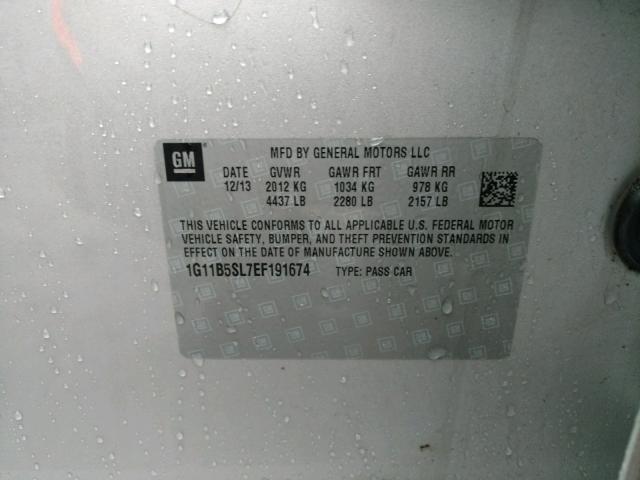 GM
MFD BY GENERAL MOTORS LLC
DATE GVWR GAWR FRT GAWR RR
12/13 2012 KG 1034 KG 978 KG
4437 LB 2280 LB 2157 LB
THIS VEHICLE CONFORMS TO ALL APPLICABLE U.S. FEDERAL MOTOR
VEHICLE SAFETY, BUMPER, AND THEFT PREVENTION STANDARDS IN
EFFECT ON THE DATE OF MANUFACTURE SHOWN ABOVE.
1G11B5SL7EF191674 TYPE: PASS CAR